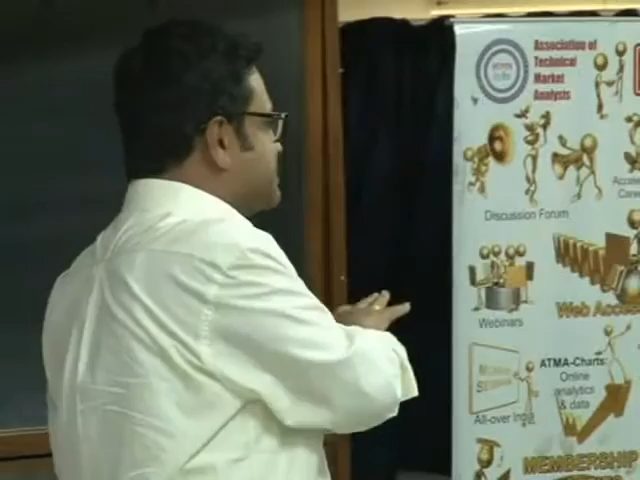 Association of
Technical
Market
Analysts
Discussion Forum
Webinars
Web Access
ATMA-Charts:
Online
analytics
& data
All-over India
MEMBERSHIP